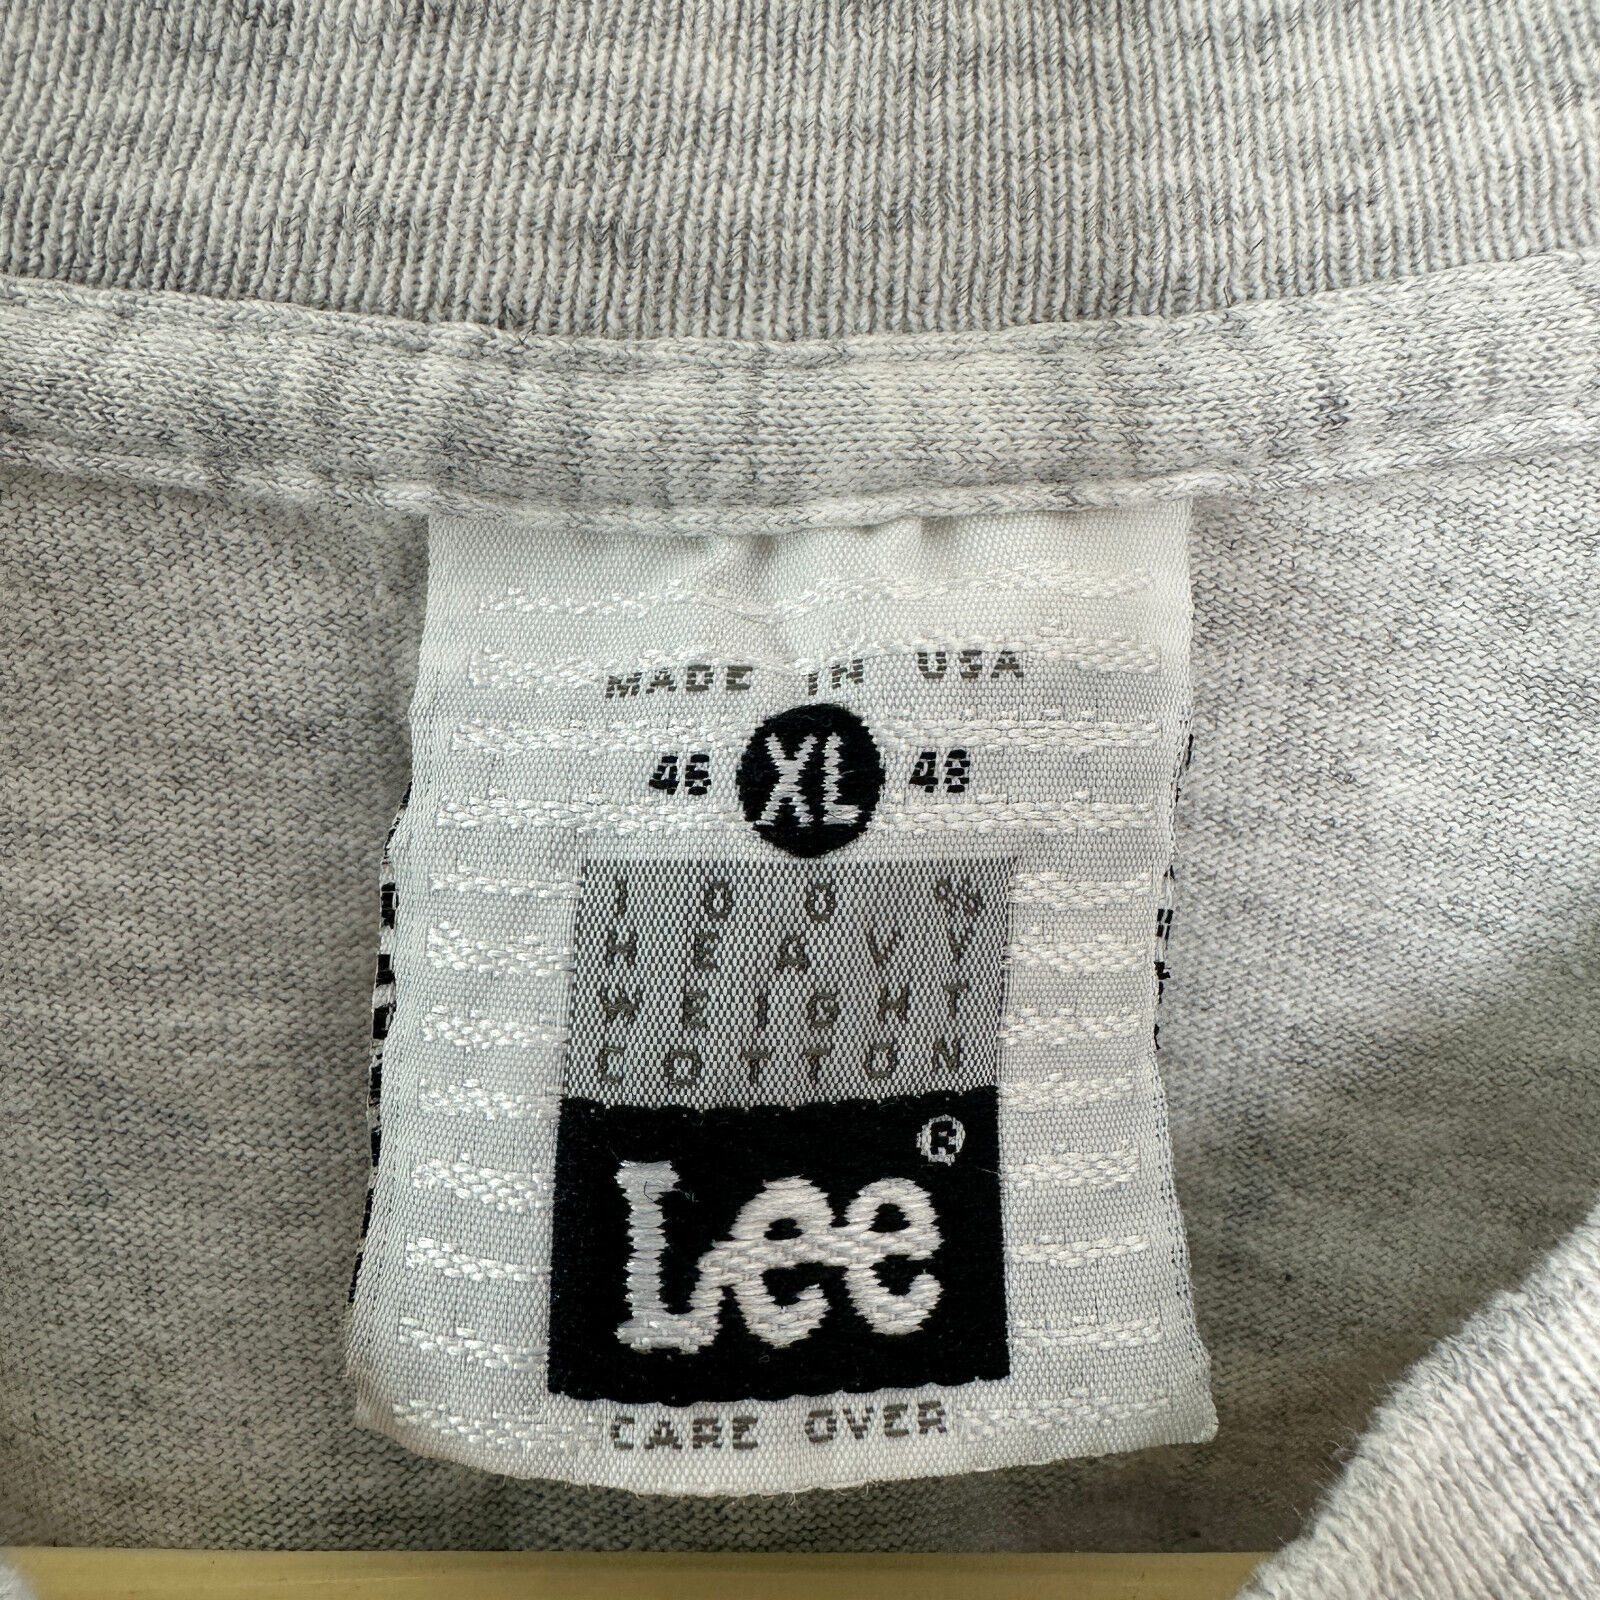 MADE IN USA
46 XL 48
100%
HEAVY
WEIGHT
COTTON
Lee®
CARE OVER